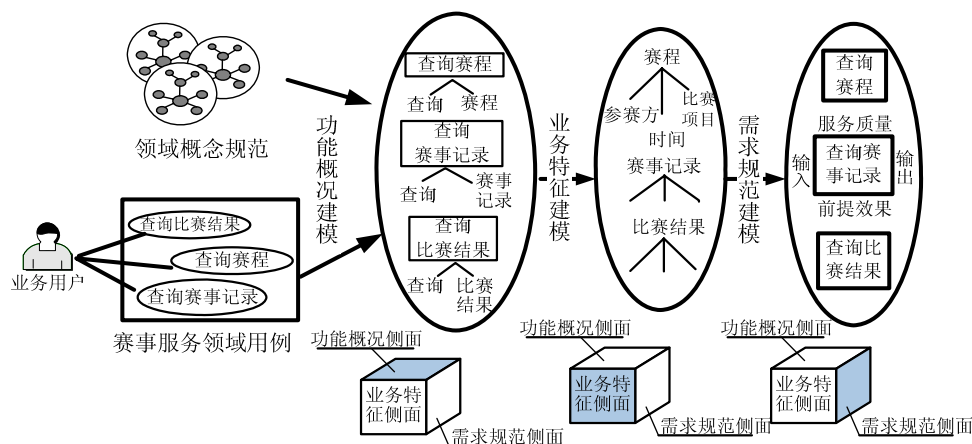 领域概念规范
业务用户
查询比赛结果
查询赛程
查询赛事记录
赛事服务领域用例
功能概况建模
查询赛程
查询
赛程
查询
赛事记录
查询
赛事
记录
查询
比赛结果
查询
比赛
结果
业务特征建模
赛程
参赛方
比赛
项目
时间
赛事记录
比赛结果
需求规范建模
查询
赛程
服务质量
输入
查询赛
事记录
输出
前提效果
查询比
赛结果
功能概况侧面
业务特
征侧面
需求规范侧面
功能概况侧面
业务特
征侧面
需求规范侧面
功能概况侧面
业务特
征侧面
需求规范侧面